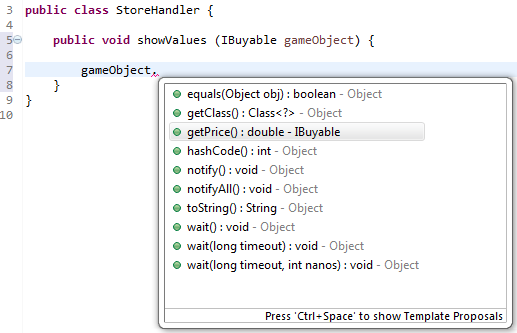 3 public class StoreHandler {
4
5 public void showValues (IBuyable gameObject) {
6
7 gameObject.
8 }
9 }
10
equals(Object obj) : boolean - Object
getClass() : Class<?> - Object
getPrice() : double - IBuyable
hashCode() : int - Object
notify() : void - Object
notifyAll() : void - Object
toString() : String - Object
wait() : void - Object
wait(long timeout) : void - Object
wait(long timeout, int nanos) : void - Object
Press 'Ctrl+Space' to show Template Proposals